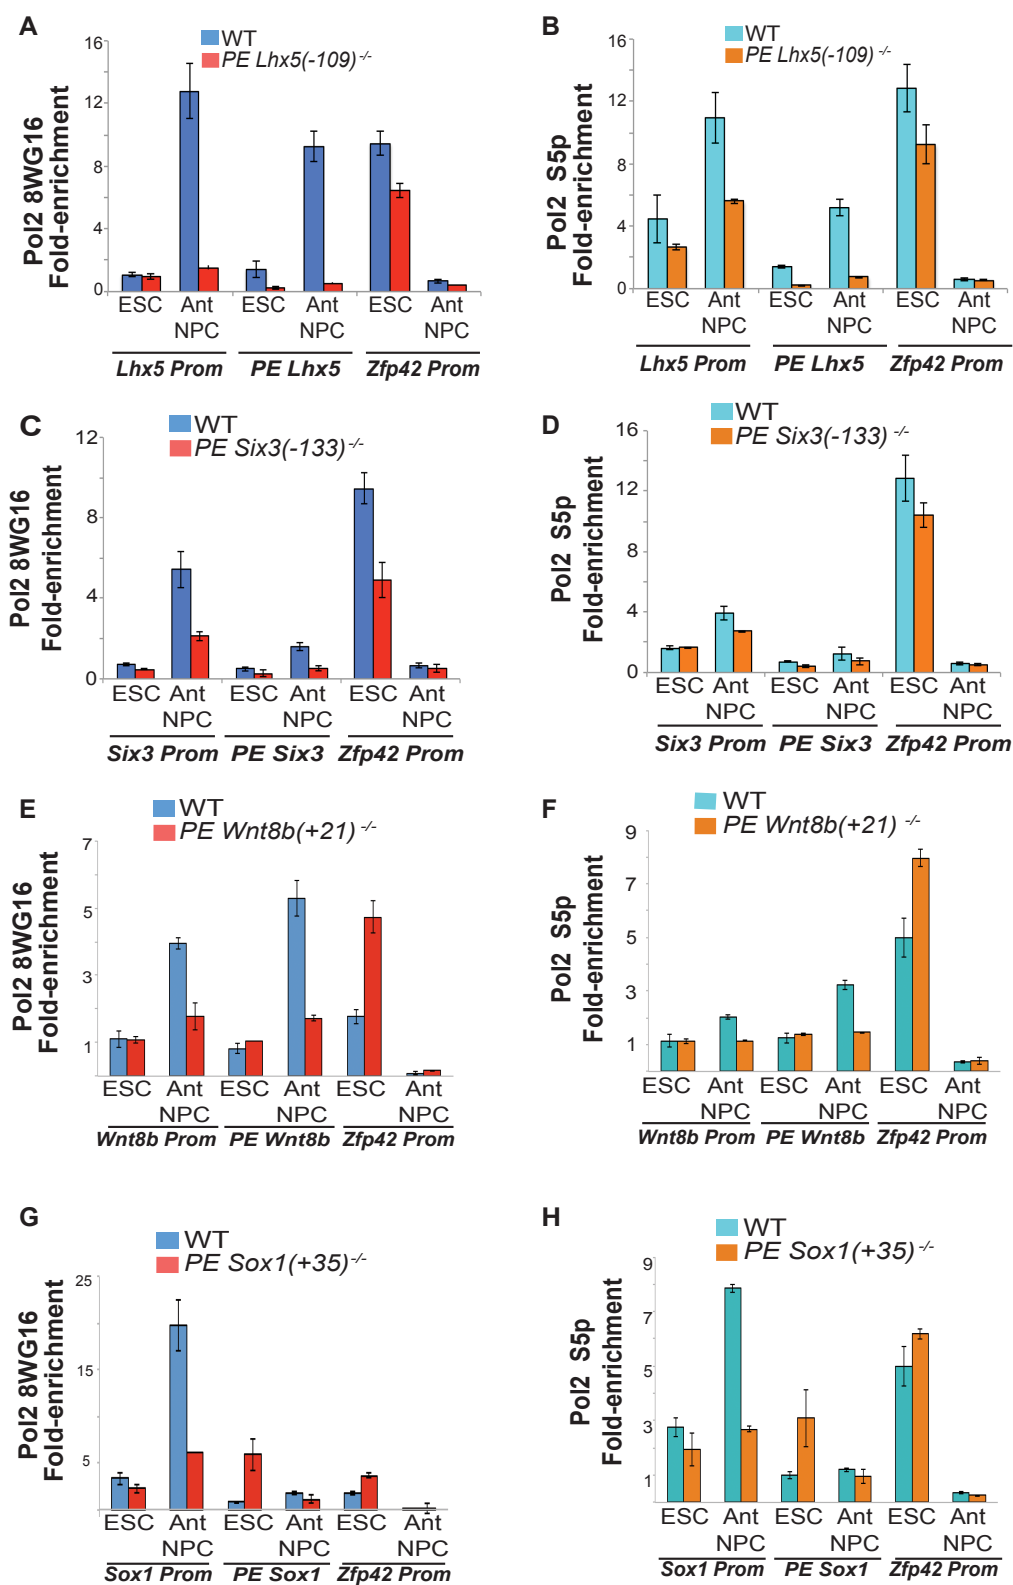 A
WT
PE Lhx5(-109) -/-
Pol2 8WG16
Fold-enrichment
16
12
8
4
0
ESC Ant NPC ESC Ant NPC ESC Ant NPC
Lhx5 Prom PE Lhx5 Zfp42 Prom
B
WT
PE Lhx5(-109) -/-
Pol2 S5p
Fold-enrichment
16
12
8
4
0
ESC Ant NPC ESC Ant NPC ESC Ant NPC
Lhx5 Prom PE Lhx5 Zfp42 Prom
C
WT
PE Six3(-133) -/-
Pol2 8WG16
Fold-enrichment
12
8
4
0
ESC Ant NPC ESC Ant NPC ESC Ant NPC
Six3 Prom PE Six3 Zfp42 Prom
D
WT
PE Six3(-133) -/-
Pol2 S5p
Fold-enrichment
16
12
8
4
0
ESC Ant NPC ESC Ant NPC ESC Ant NPC
Six3 Prom PE Six3 Zfp42 Prom
E
WT
PE Wnt8b(+21) -/-
Pol2 8WG16
Fold-enrichment
7
5
3
1
ESC Ant NPC ESC Ant NPC ESC Ant NPC
Wnt8b Prom PE Wnt8b Zfp42 Prom
F
WT
PE Wnt8b(+21) -/-
Pol2 S5p
Fold-enrichment
9
7
5
3
1
ESC Ant NPC ESC Ant NPC ESC Ant NPC
Wnt8b Prom PE Wnt8b Zfp42 Prom
G
WT
PE Sox1(+35)-/-
Pol2 8WG16
Fold-enrichment
25
15
5
ESC Ant NPC ESC Ant NPC ESC Ant NPC
Sox1 Prom PE Sox1 Zfp42 Prom
H
WT
PE Sox1(+35)-/-
Pol2 S5p
Fold-enrichment
9
7
5
3
1
ESC Ant NPC ESC Ant NPC ESC Ant NPC
Sox1 Prom PE Sox1 Zfp42 Prom